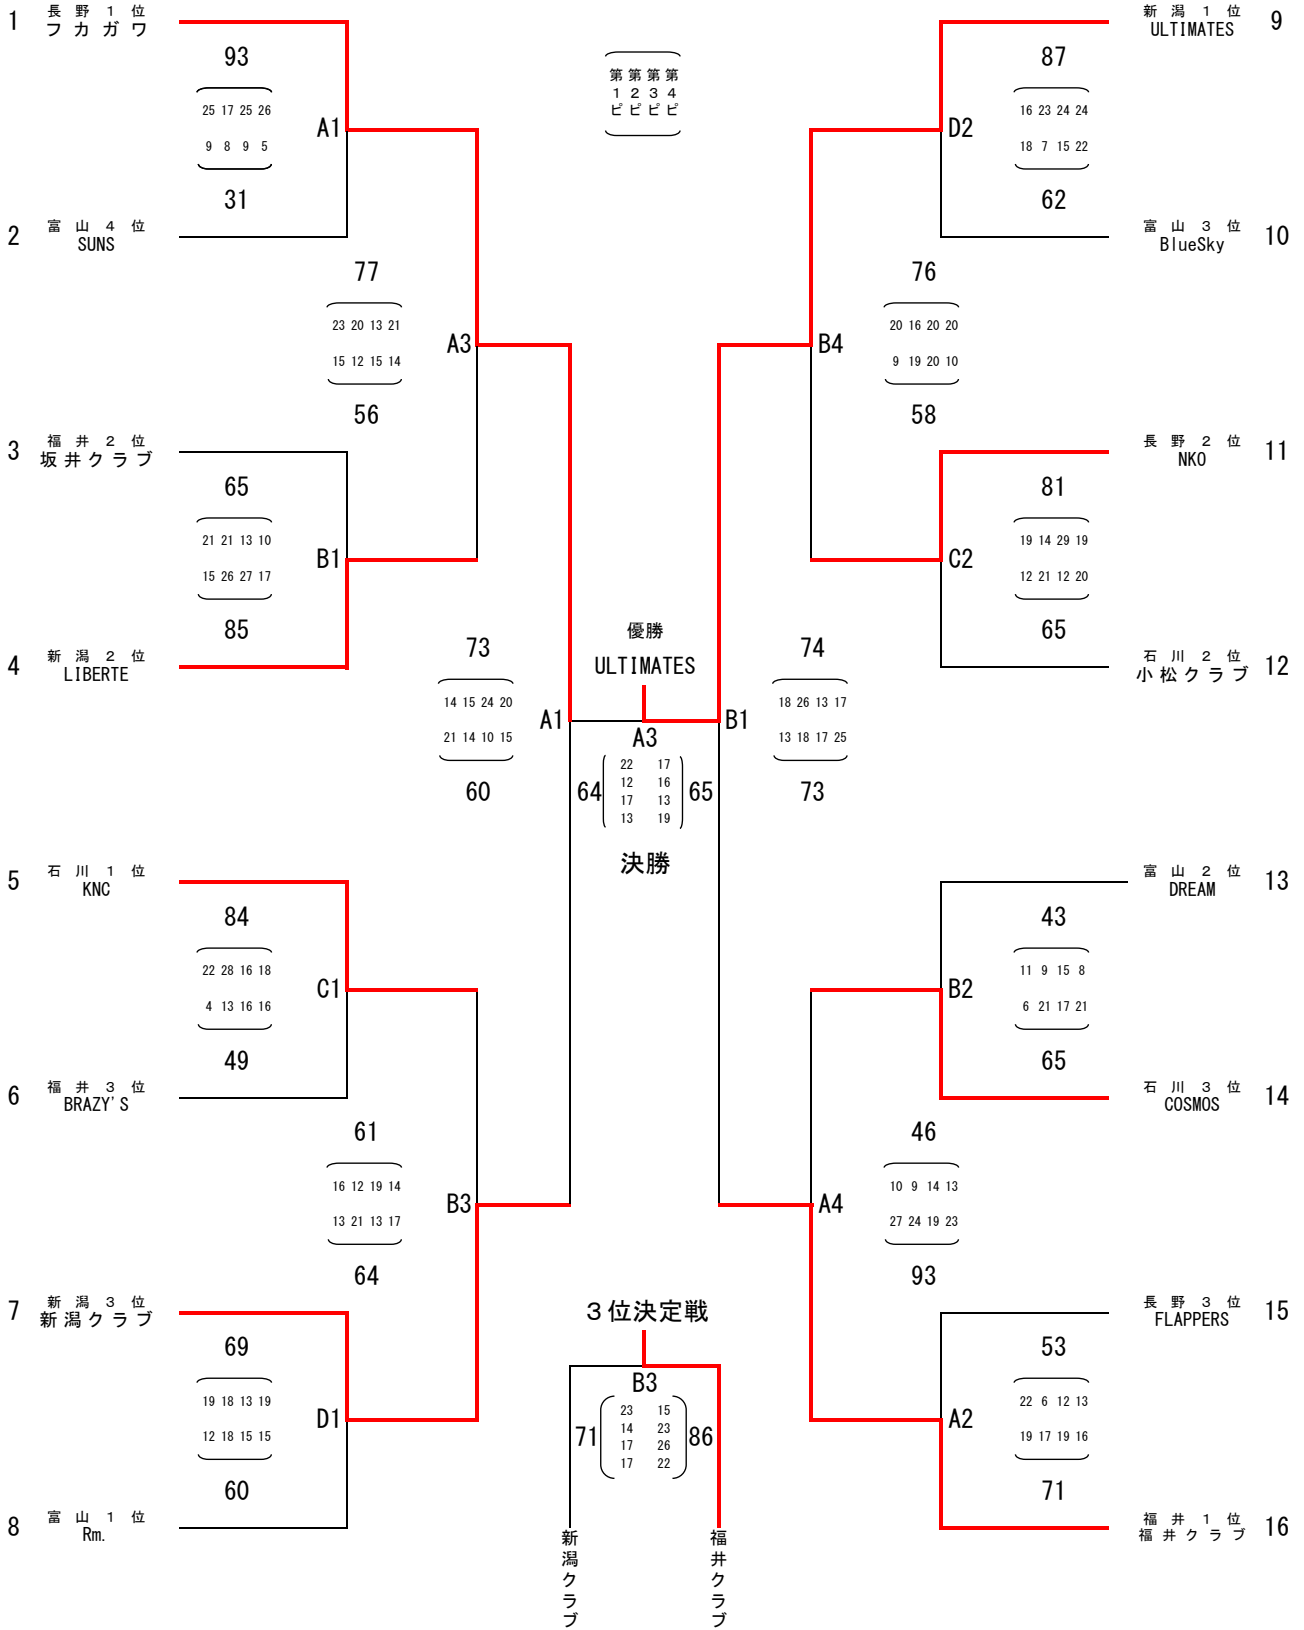 1 長野1位
フカガワ
93
25 17 25 26
A1
9 8 9 5
31
2 富山4位
SUNS
77
23 20 13 21
A3
15 12 15 14
56
3 福井2位
坂井クラブ
65
21 21 13 10
B1
15 26 27 17
85
4 新潟2位
LIBERTE
73
14 15 24 20
A1
21 14 10 15
60
5 石川1位
KNC
84
22 28 16 18
C1
4 13 16 16
49
6 福井3位
BRAZY'S
61
16 12 19 14
B3
13 21 13 17
64
7 新潟3位
新潟クラブ
69
19 18 13 19
D1
12 18 15 15
60
8 富山1位
Rm.
第1ピ 第2ピ 第3ピ 第4ピ
優勝
ULTIMATES
A3
22 17
12 16
64 65
17 13
13 19
決勝
3位決定戦
B3
23 15
14 23
71 86
17 26
17 22
新潟クラブ
福井クラブ
新潟1位 9
ULTIMATES
87
16 23 24 24
D2
18 7 15 22
62
富山3位 10
BlueSky
76
20 16 20 20
B4
9 19 20 10
58
長野2位 11
NKO
81
19 14 29 19
C2
12 21 12 20
65
石川2位 12
小松クラブ
74
18 26 13 17
B1
13 18 17 25
73
富山2位 13
DREAM
43
11 9 15 8
B2
6 21 17 21
65
石川3位 14
COSMOS
46
10 9 14 13
A4
27 24 19 23
93
長野3位 15
FLAPPERS
53
22 6 12 13
A2
19 17 19 16
71
福井1位 16
福井クラブ